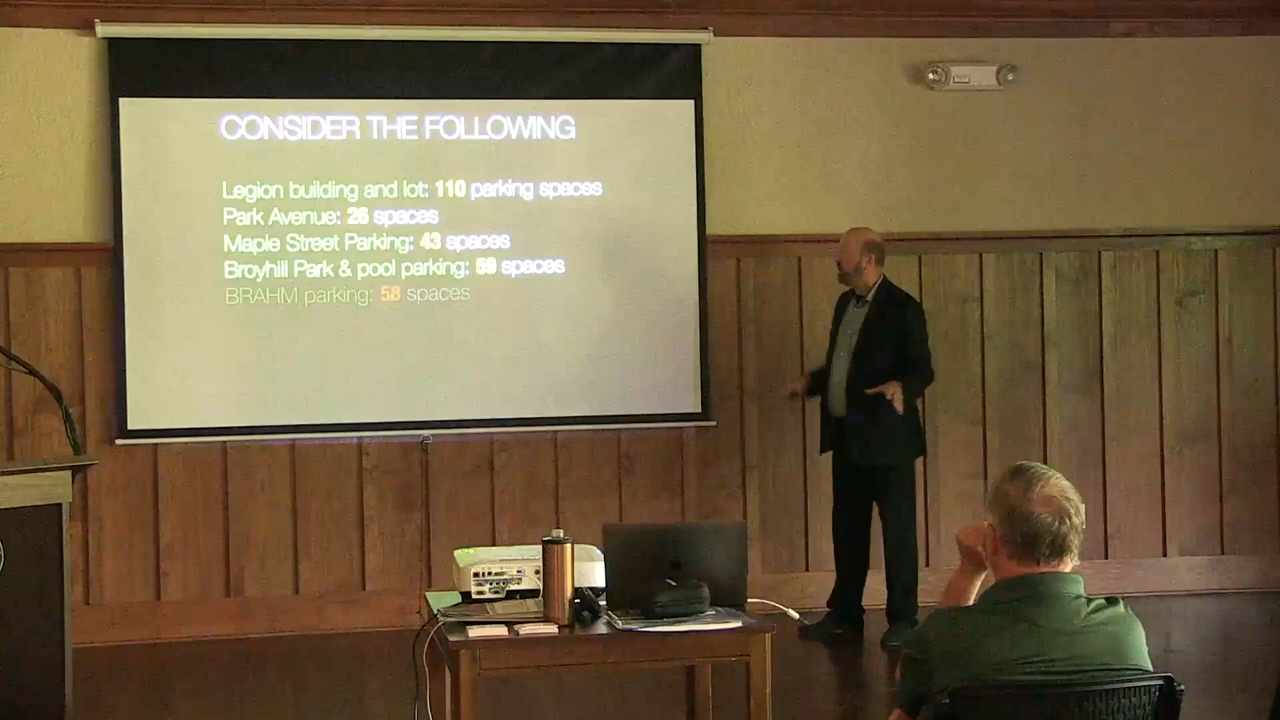 CONSIDER THE FOLLOWING
Legion building and lot: 110 parking spaces
Park Avenue: 26 spaces
Maple Street Parking: 43 spaces
Broyhill Park & pool parking: 59 spaces
BRAHM parking: 58 spaces